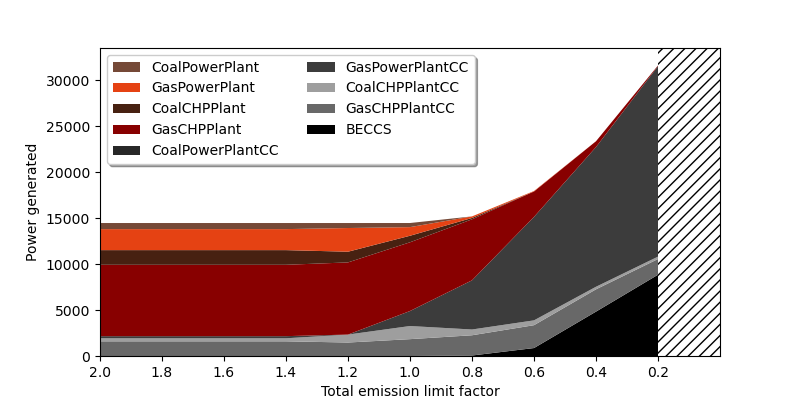 CoalPowerPlant
GasPowerPlant
CoalCHPPlant
GasCHPPlant
CoalPowerPlantCC
GasPowerPlantCC
CoalCHPPlantCC
GasCHPPlantCC
BECCS
Power generated
30000
25000
20000
15000
10000
5000
0
2.0 1.8 1.6 1.4 1.2 1.0 0.8 0.6 0.4 0.2
Total emission limit factor